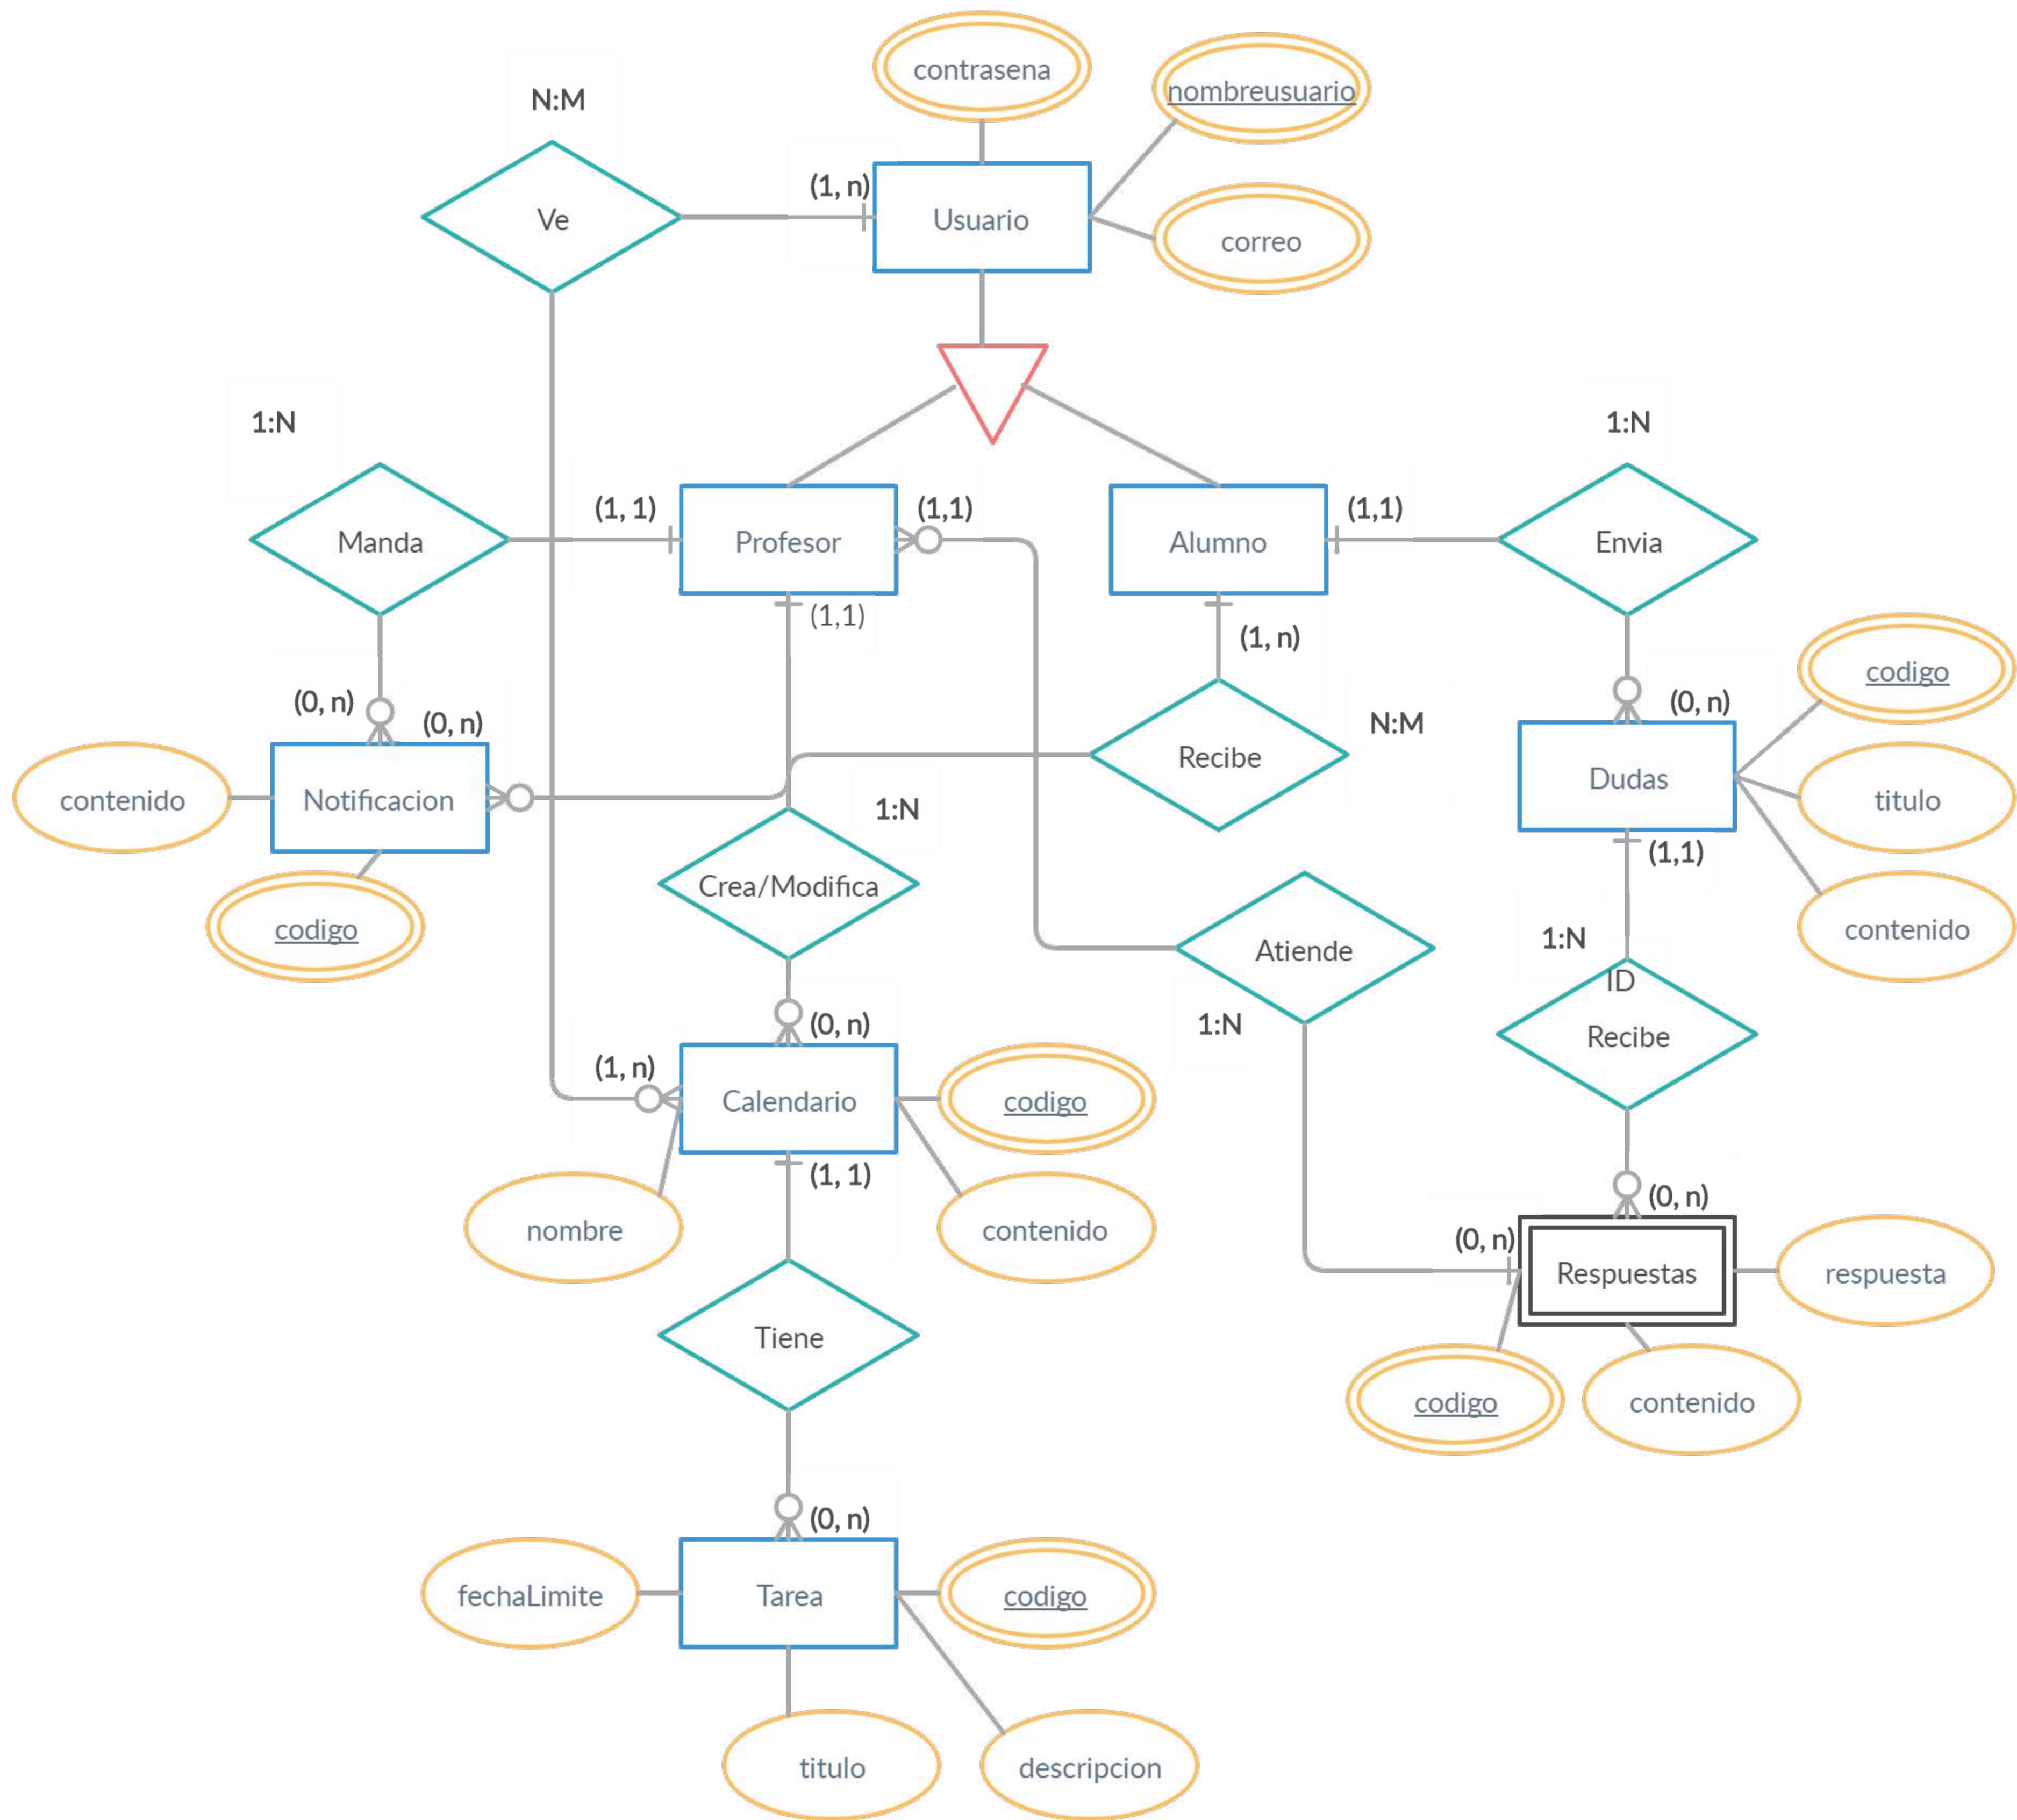 contrasena
nombreusuario
N:M
(1, n)
Ve
Usuario
correo
1:N
1:N
(1, 1)
(1,1)
(1,1)
Manda
Profesor
Alumno
Envia
(1,1)
(1, n)
codigo
(0, n)
(0, n)
(0, n)
N:M
Recibe
Dudas
contenido
Notificacion
titulo
1:N
(1,1)
Crea/Modifica
codigo
contenido
1:N
Atiende
ID
(0, n)
1:N
Recibe
(1, n)
Calendario
codigo
(1, 1)
(0, n)
nombre
contenido
(0, n)
Respuestas
respuesta
Tiene
codigo
contenido
(0, n)
fechaLimite
Tarea
codigo
titulo
descripcion